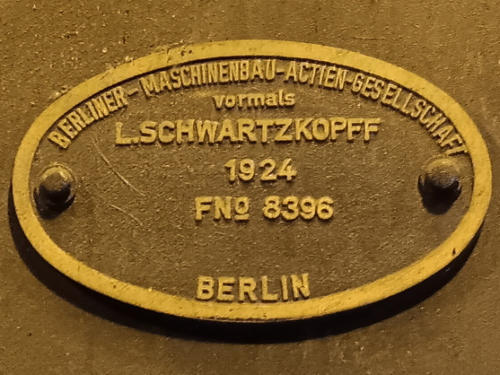 BERLINER-MASCHINENBAU-ACTIEN-GESELLSCHAFT
vormals
L.SCHWARTZKOPFF
1924
FNo 8396
BERLIN